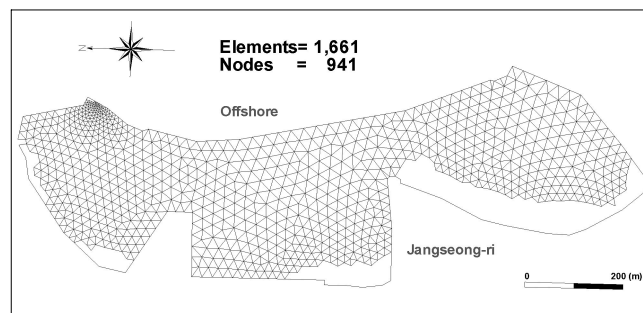 Z
Elements= 1,661
Nodes = 941
Offshore
Jangseong-ri
0 200 (m)